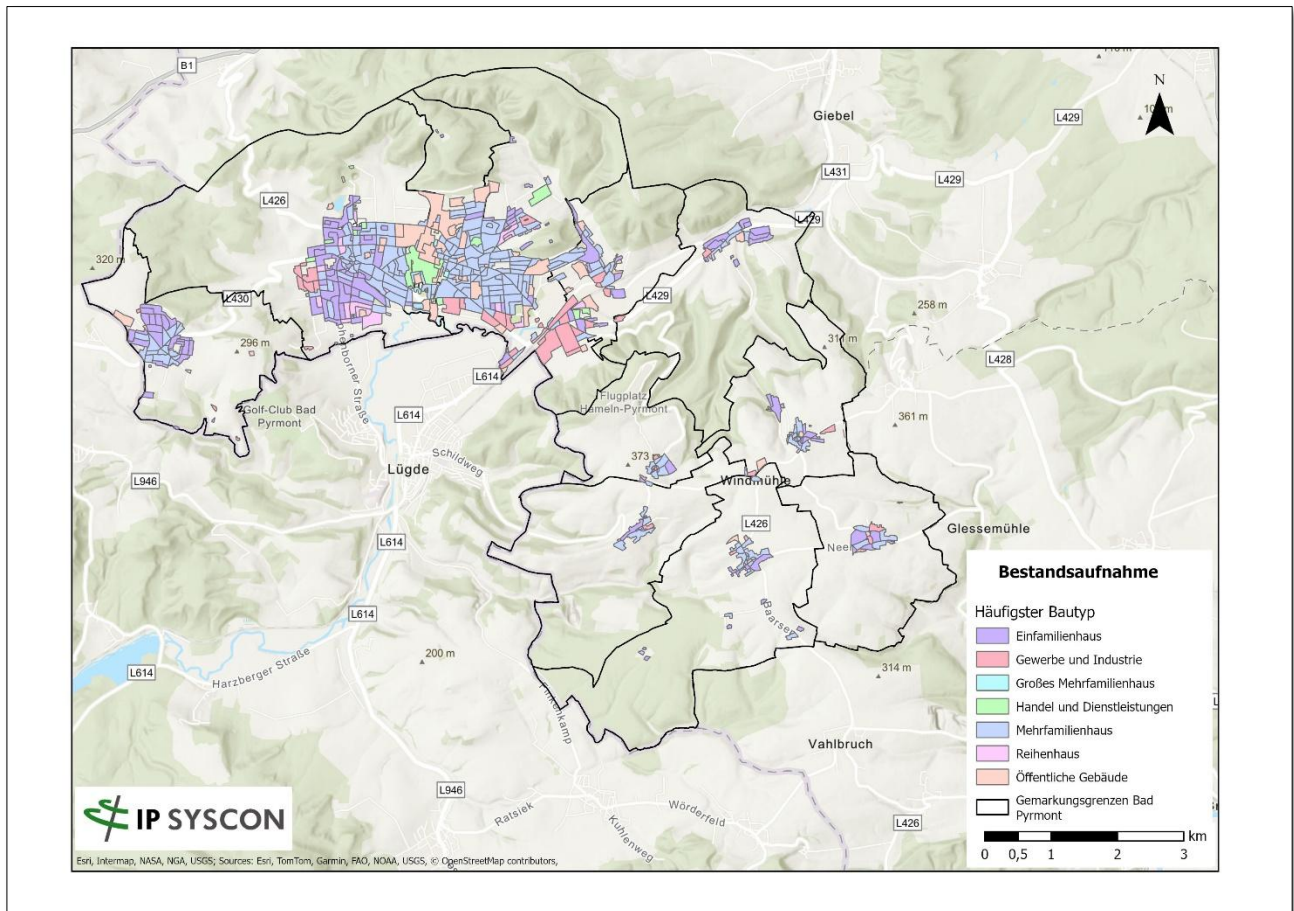 B1
N
Giebel
L429
L431
L429
L426
L429
320 m
L430
L429
258 m
296 m
L428
L614
Flugplatz
Hameln-Pyrmont
L614
Golf-Club Bad
Pyrmont
361 m
Schildweg
Lügde
373 m
L946
Windmühle
L426
Glessemühle
L614
Bestandsaufnahme
Häufigster Bautyp
Einfamilienhaus
Gewerbe und Industrie
Großes Mehrfamilienhaus
Handel und Dienstleistungen
Mehrfamilienhaus
Reihenhaus
Öffentliche Gebäude
Gemarkungsgrenzen Bad
Pyrmont
km
0 0,5 1 2 3
L614
200 m
L614
Harzberger Straße
314 m
Vahlbruch
L946
Ratsiek
Wörderfeld
Kuhlenweg
L426
IP SYSCON
Esri, Intermap, NASA, NGA, USGS; Sources: Esri, TomTom, Garmin, FAO, NOAA, USGS, © OpenStreetMap contributors,